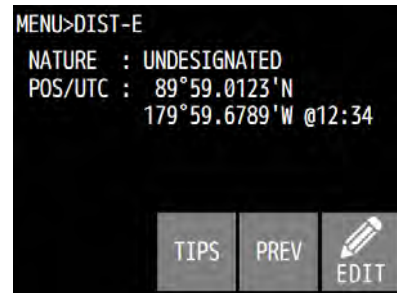 MENU>DIST-E
NATURE : UNDESIGNATED
POS/UTC : 89°59.0123'N
179°59.6789'W @12:34
TIPS PREV EDIT